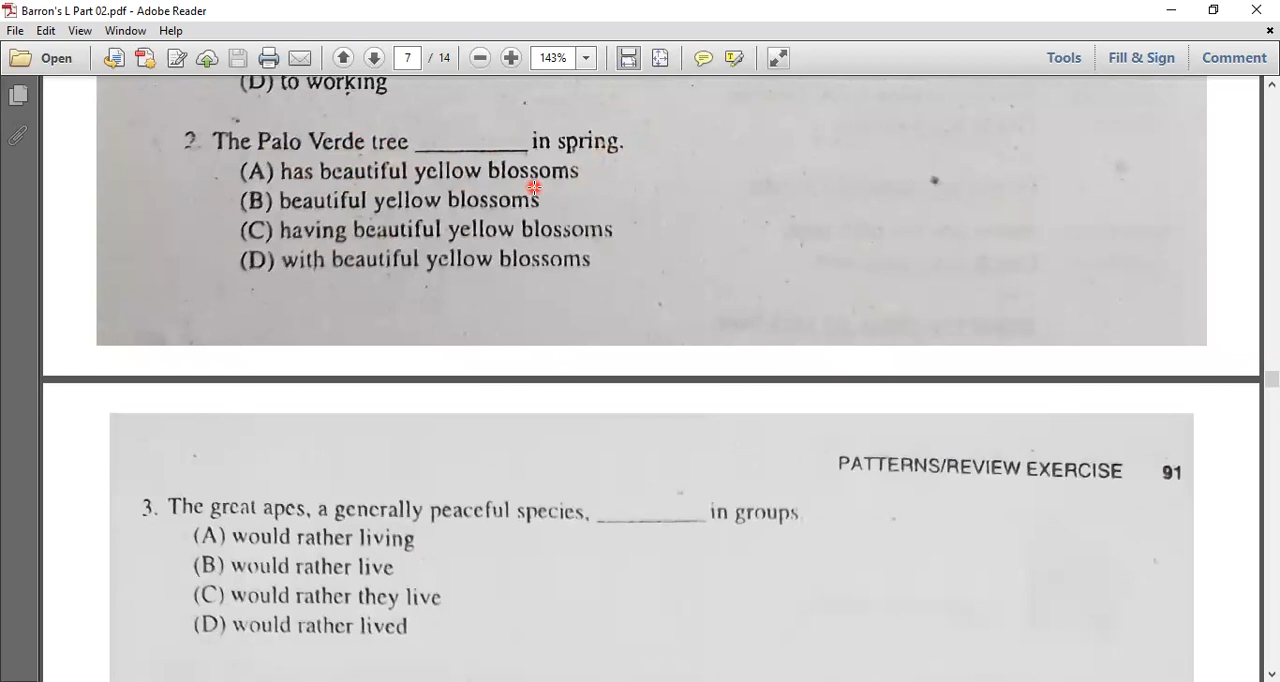 Barron's L Part 02.pdf - Adobe Reader
File Edit View Window Help
Open 7 / 14 143% Tools Fill & Sign Comment
(D) to working
2. The Palo Verde tree __________ in spring.
(A) has beautiful yellow blossoms
(B) beautiful yellow blossoms
(C) having beautiful yellow blossoms
(D) with beautiful yellow blossoms
PATTERNS/REVIEW EXERCISE 91
3. The great apes, a generally peaceful species, __________ in groups.
(A) would rather living
(B) would rather live
(C) would rather they live
(D) would rather lived